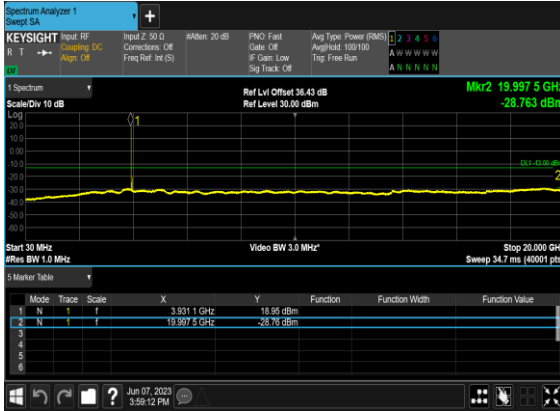 Spectrum Analyzer 1
Swept SA
+
KEYSIGHT Input: RF Input Z: 50 Ω #Atten: 20 dB PNO: Fast Avg Type: Power (RMS) 1 2 3 4 5 6
R T Coupling: DC Corrections: Off Gate: Off Avg|Hold: 100/100 A W W W W W
Align: Off Freq Ref: Int (S) IF Gain: Low Trig: Free Run
Sig Track: Off A N N N N N
1 Spectrum Ref Lvl Offset 36.43 dB Mkr2 19.997 5 GHz
Scale/Div 10 dB Ref Level 30.00 dBm -28.763 dBm
Log
20.0
10.0
0.00
-10.0
-20.0
-30.0
-40.0
-50.0
-60.0
1
DL1 -13.00 dBm
2
Start 30 MHz Video BW 3.0 MHz* Stop 20.000 GH
#Res BW 1.0 MHz Sweep 34.7 ms (40001 pts
5 Marker Table
Mode Trace Scale X Y Function Function Width Function Value
1 N 1 f 3.931 1 GHz 18.95 dBm
2 N 1 f 19.997 5 GHz -28.76 dBm
3
4
5
6
? Jun 07, 2023
3:59:12 PM